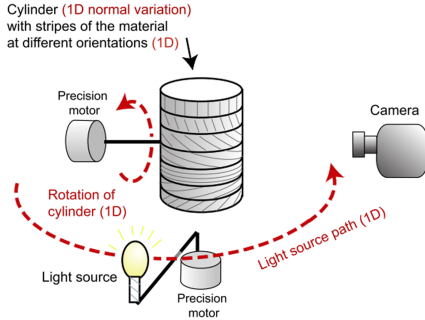 Cylinder (1D normal variation)
with stripes of the material
at different orientations (1D)
Precision
motor
Camera
Rotation of
cylinder (1D)
Light source path (1D)
Light source
Precision
motor